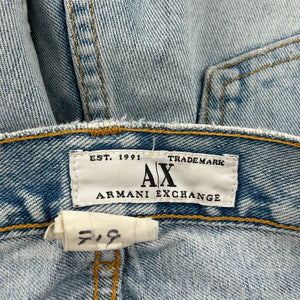 EST. 1991 TRADEMARK
A|X
ARMANI EXCHANGE